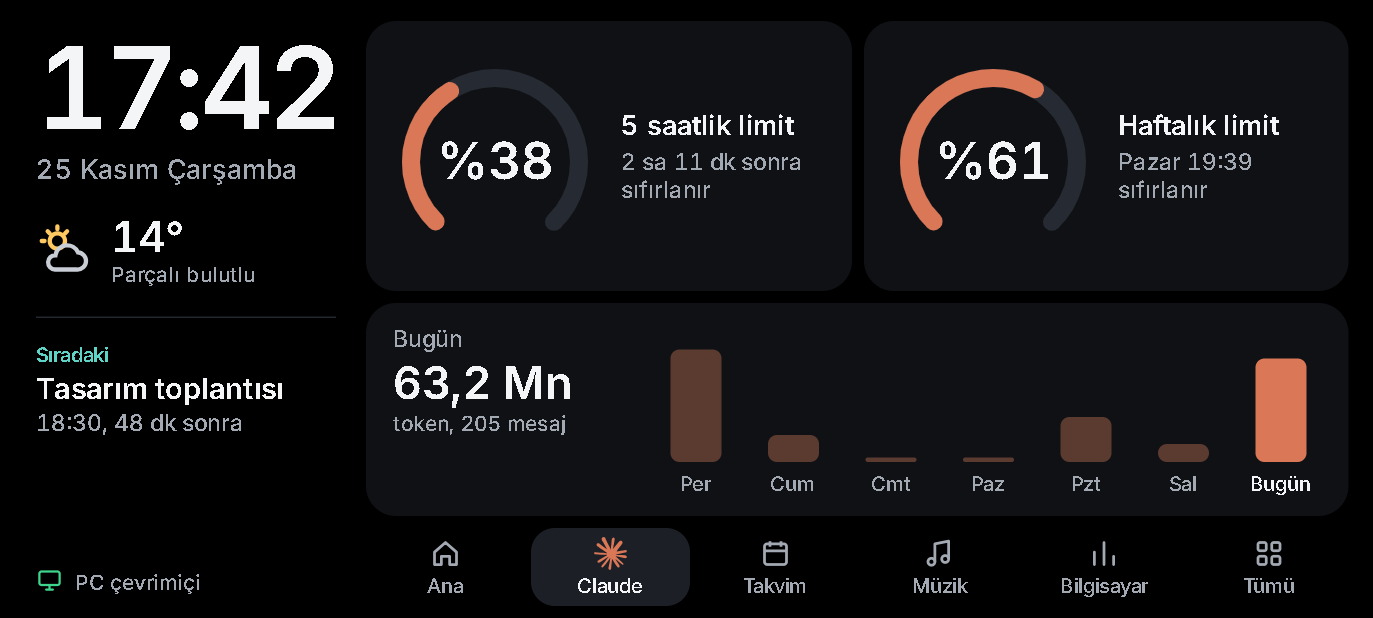 17:42
25 Kasım Çarşamba
14°
Parçalı bulutlu
Sıradaki
Tasarım toplantısı
18:30, 48 dk sonra
PC çevrimiçi
%38
5 saatlik limit
2 sa 11 dk sonra
sıfırlanır
%61
Haftalık limit
Pazar 19:39
sıfırlanır
Bugün
63,2 Mn
token, 205 mesaj
Per Cum Cmt Paz Pzt Sal Bugün
Ana Claude Takvim Müzik Bilgisayar Tümü